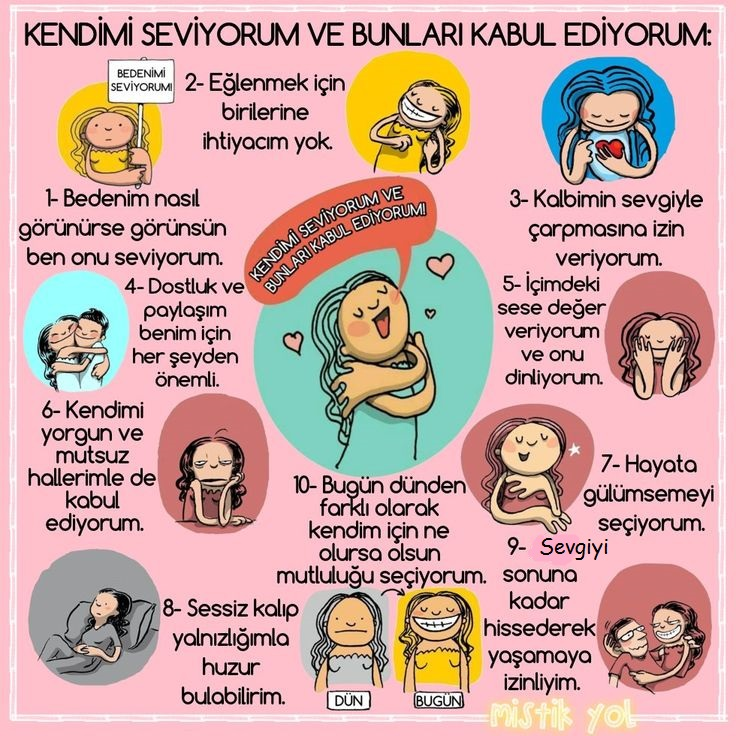 KENDİMİ SEVİYORUM VE BUNLARI KABUL EDİYORUM:
BEDENİMİ
SEVİYORUM!
1- Bedenim nasıl
görünürse görünsün
ben onu seviyorum.
2- Eğlenmek için
birilerine
ihtiyacım yok.
3- Kalbimin sevgiyle
çarpmasına izin
veriyorum.
KENDİMİ SEVİYORUM VE
BUNLARI KABUL EDİYORUM!
4- Dostluk ve
paylaşım
benim için
her şeyden
önemli.
5- İçimdeki
sese değer
veriyorum
ve onu
dinliyorum.
6- Kendimi
yorgun ve
mutsuz
hallerimle de
kabul
ediyorum.
7- Hayata
gülümsemeyi
seçiyorum.
8- Sessiz kalıp
yalnızlığımla
huzur
bulabilirim.
9- Sevgiyi
sonuna
kadar
hissederek
yaşamaya
izinliyim.
10- Bugün dünden
farklı olarak
kendim için ne
olursa olsun
mutluluğu seçiyorum.
DÜN
BUGÜN
mistik yol